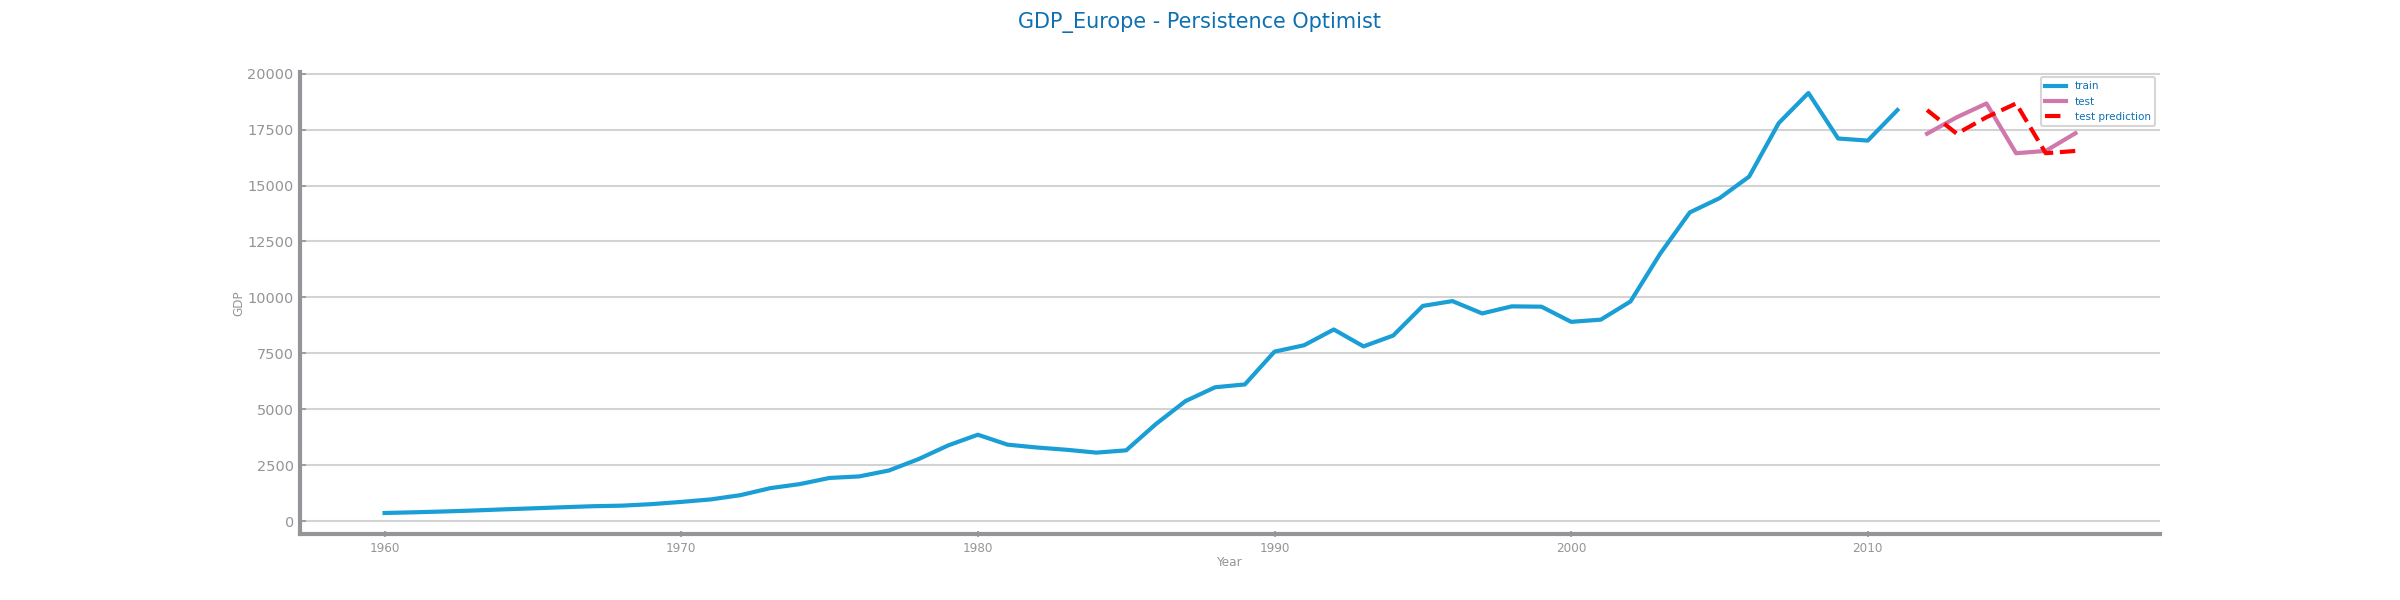 GDP_Europe - Persistence Optimist
20000
17500
15000
12500
10000
7500
5000
2500
0
GDP
train
test
test prediction
1960 1970 1980 1990 2000 2010
Year